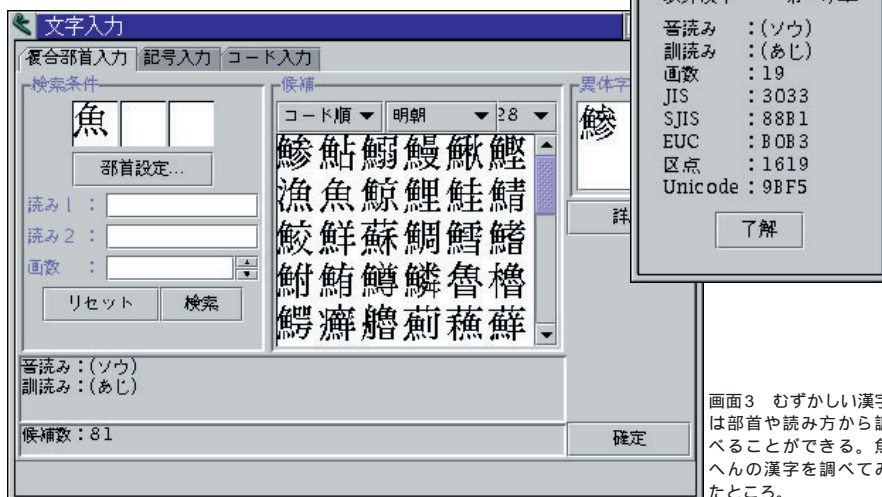 文字入力
複合部首入力 記号入力 コード入力
検索条件
魚
部首設定...
読み1 :
読み2 :
画数 :
リセット 検索
候補
コード順 明朝 28
鯵 鮎 鰯 鰻 鰍 鰹
漁 魚 鯨 鯉 鮭 鯖
鮫 鮮 蘇 鯛 鱈 鰭
鮒 鮪 鱒 鱗 魯 櫓
鰐 癬 艪 薊 蘓 蘚
異体字
鰺
音読み:(ソウ)
訓読み:(あじ)
候補数:81
確定
音読み :(ソウ)
訓読み :(あじ)
画数 :19
JIS :3033
SJIS :88B1
EUC :B0B3
区点 :1619
Unicode :9BF5
了解
画面3 むずかしい漢字
は部首や読み方から調
べることができる。魚
へんの漢字を調べてみ
たところ。